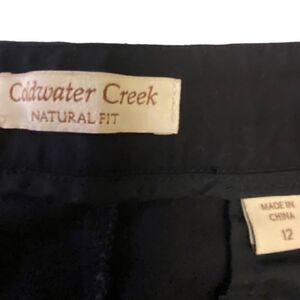 Coldwater Creek
NATURAL FIT
MADE IN
CHINA
12